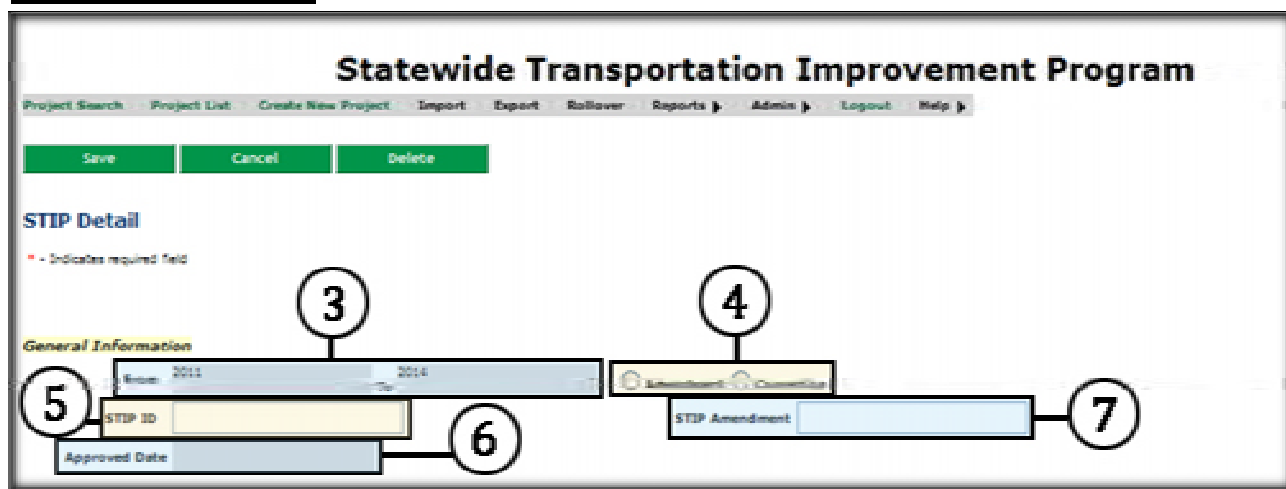 Statewide Transportation Improvement Program
Project Search Project List Create New Project Import Export Rollover Reports Admin Logout Help
Save Cancel Delete
STIP Detail
* - Indicates required field
3 4
General Information
From 2011 To 2014 Amendment
5 STIP ID STIP Amendment 7
6
Approved Date